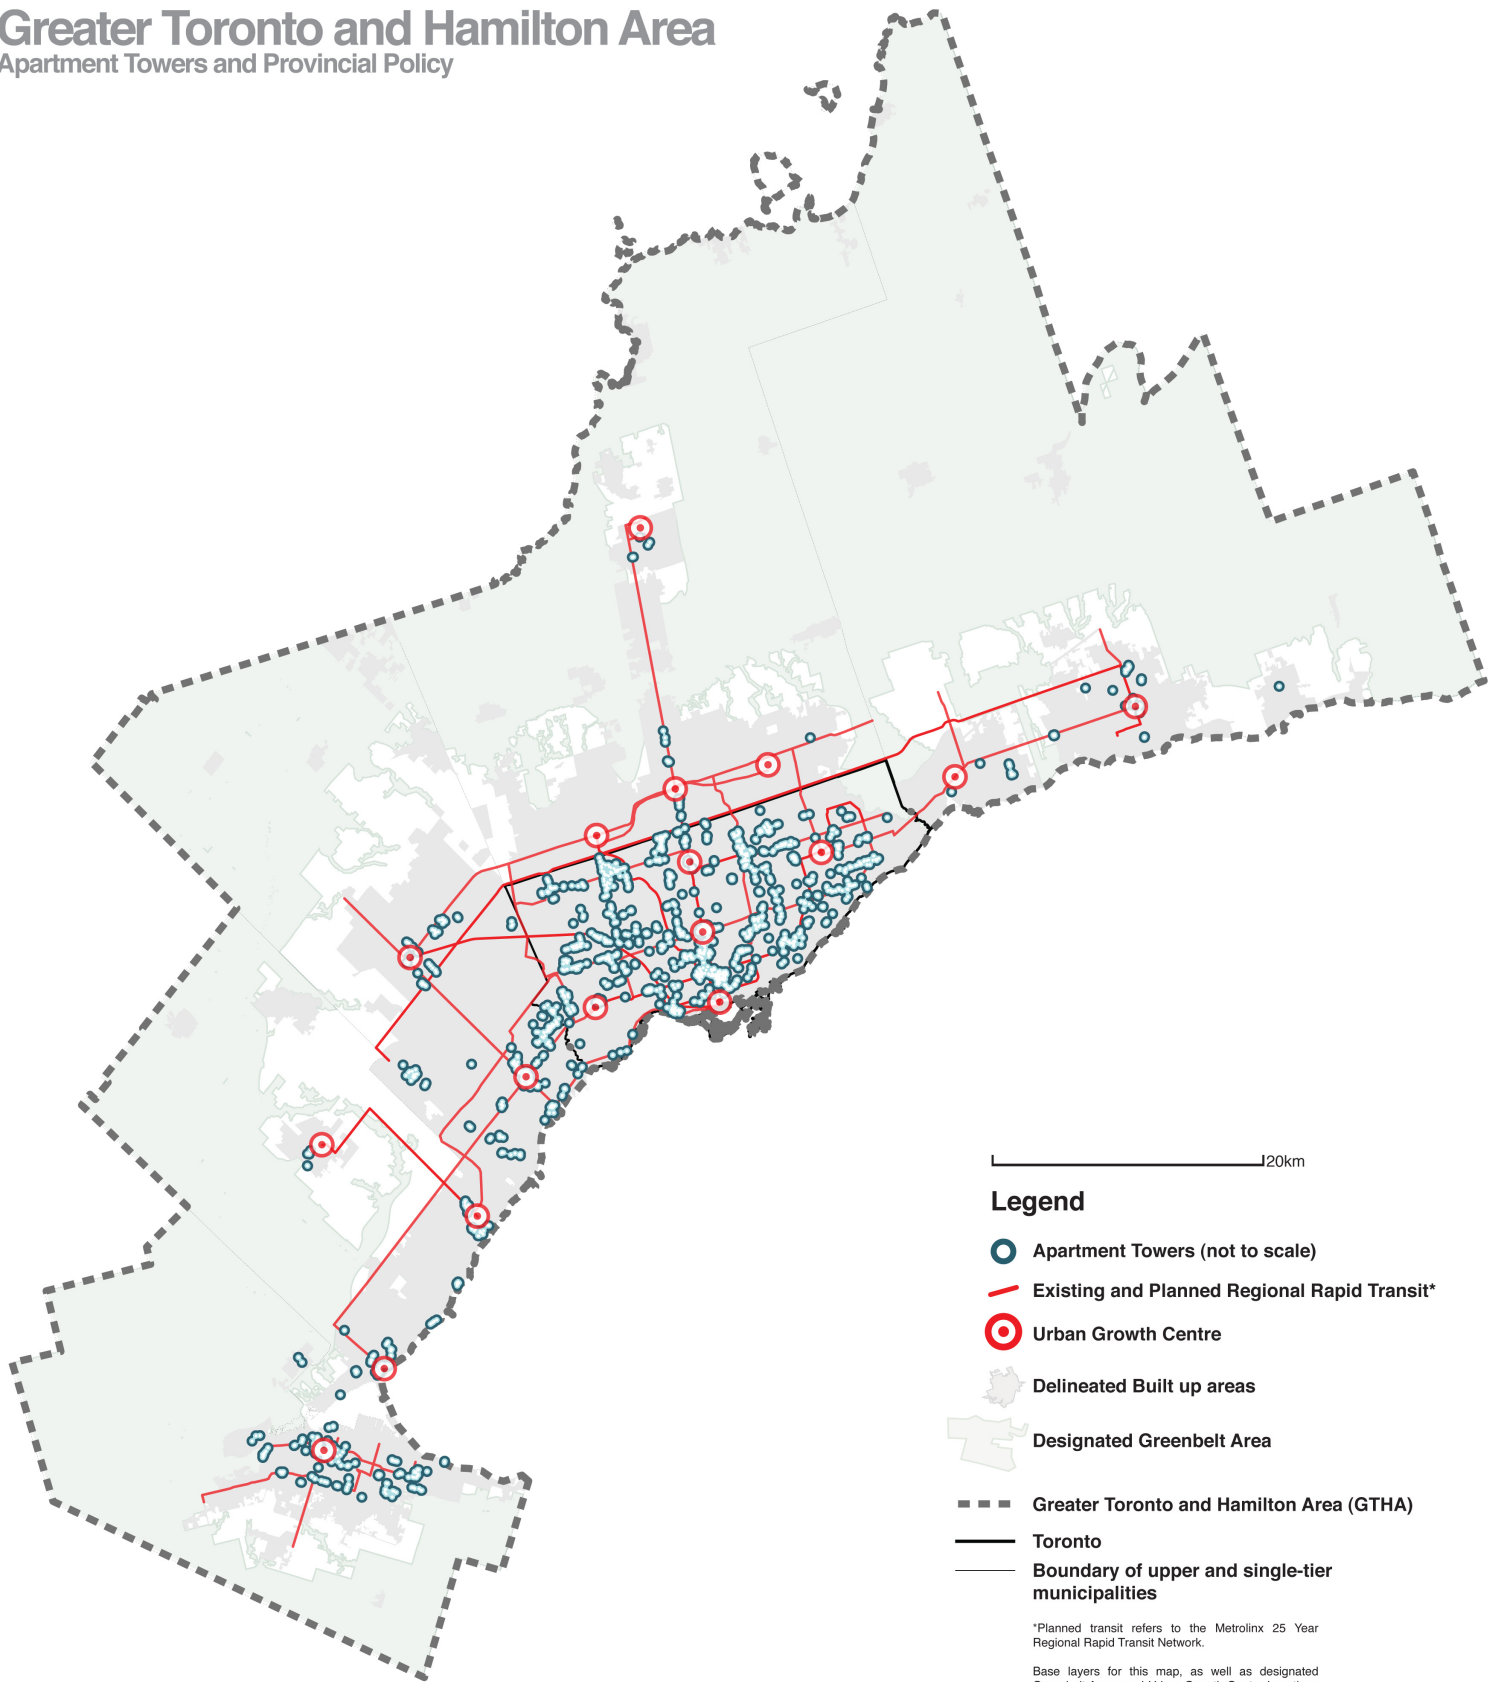 Greater Toronto and Hamilton Area
Apartment Towers and Provincial Policy
20km
Legend
Apartment Towers (not to scale)
Existing and Planned Regional Rapid Transit*
Urban Growth Centre
Delineated Built up areas
Designated Greenbelt Area
Greater Toronto and Hamilton Area (GTHA)
Toronto
Boundary of upper and single-tier
municipalities
*Planned transit refers to the Metrolinx 25 Year
Regional Rapid Transit Network.
Base layers for this map, as well as designated